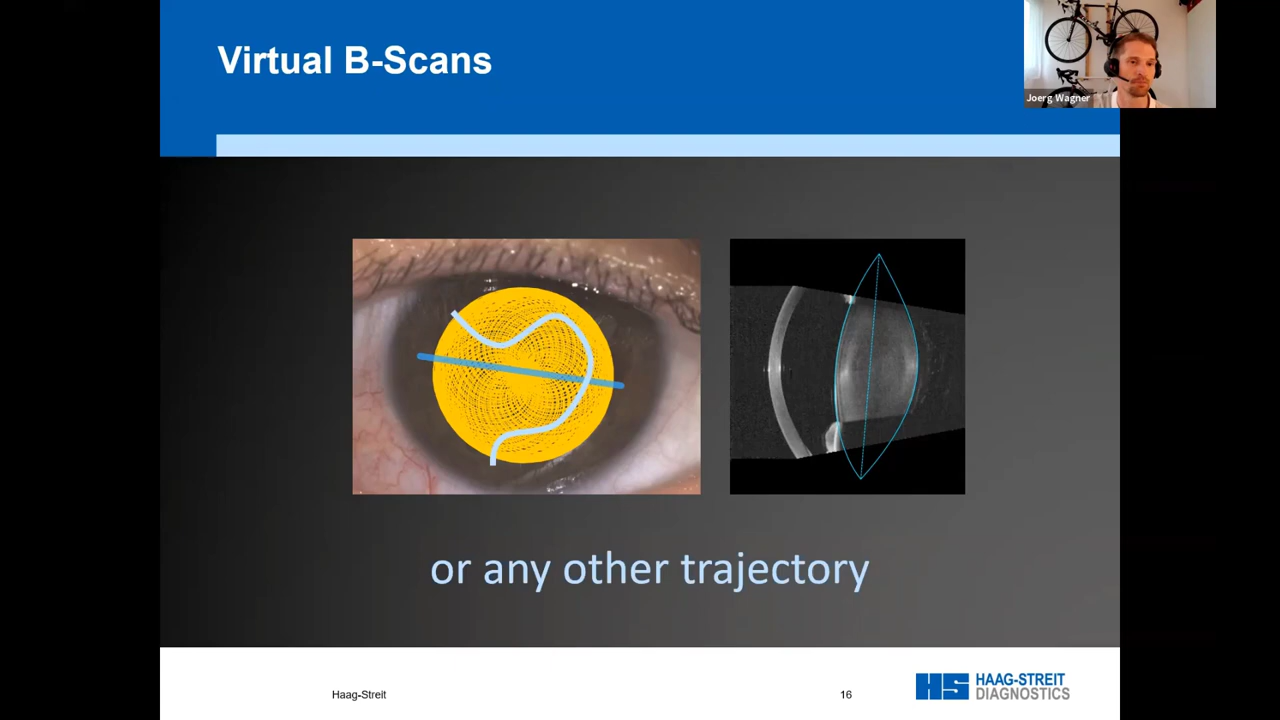 Virtual B-Scans
Joerg Wagner
or any other trajectory
Haag-Streit
16
HS HAAG-STREIT
DIAGNOSTICS